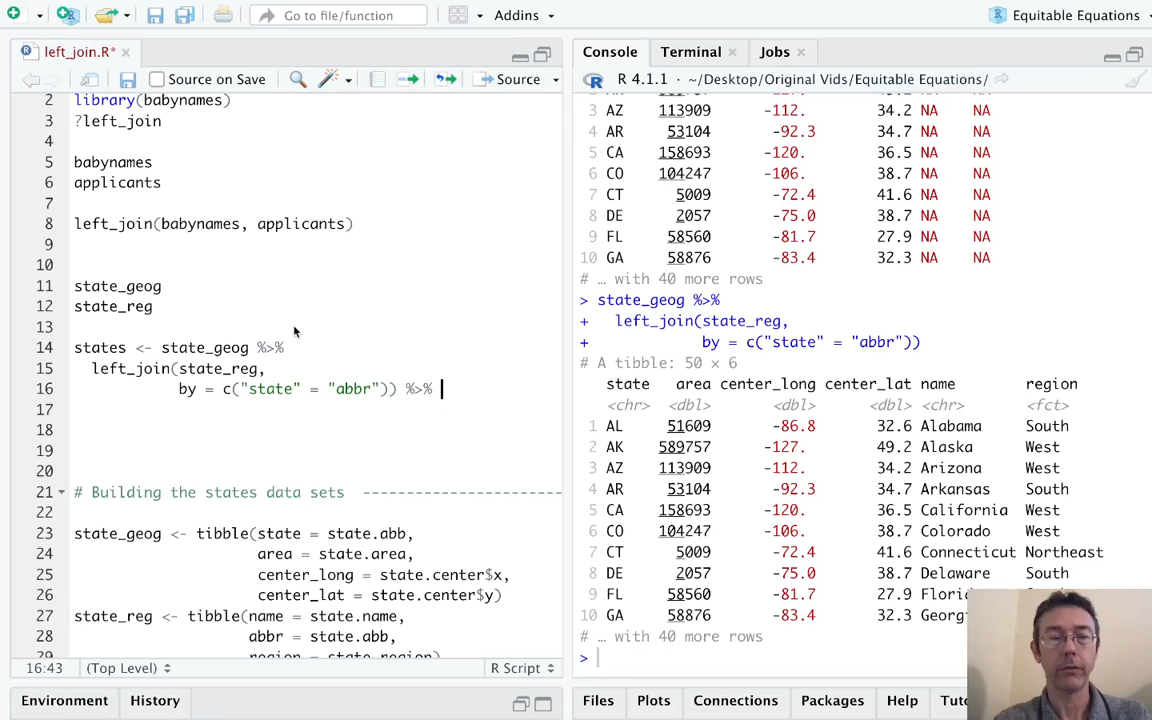 Go to file/function
Addins
Equitable Equations
left_join.R*
Source on Save
Source
2 library(babynames)
3 ?left_join
4
5 babynames
6 applicants
7
8 left_join(babynames, applicants)
9
10
11 state_geog
12 state_reg
13
14 states <- state_geog %>%
15 left_join(state_reg,
16 by = c("state" = "abbr")) %>%
17
18
19
20
21 # Building the states data sets ------------------------
22
23 state_geog <- tibble(state = state.abb,
24 area = state.area,
25 center_long = state.center$x,
26 center_lat = state.center$y)
27 state_reg <- tibble(name = state.name,
28 abbr = state.abb,
29 region = state.region)
16:43 (Top Level) R Script
Environment History
Console Terminal Jobs
R 4.1.1 · ~/Desktop/Original Vids/Equitable Equations/
3 AZ 113909 -112. 34.2 NA NA
4 AR 53104 -92.3 34.7 NA NA
5 CA 158693 -120. 36.5 NA NA
6 CO 104247 -106. 38.7 NA NA
7 CT 5009 -72.4 41.6 NA NA
8 DE 2057 -75.0 38.7 NA NA
9 FL 58560 -81.7 27.9 NA NA
10 GA 58876 -83.4 32.3 NA NA
# … with 40 more rows
> state_geog %>%
+ left_join(state_reg,
+ by = c("state" = "abbr"))
# A tibble: 50 × 6
state area center_long center_lat name region
<chr> <dbl> <dbl> <dbl> <chr> <fct>
1 AL 51609 -86.8 32.6 Alabama South
2 AK 589757 -127. 49.2 Alaska West
3 AZ 113909 -112. 34.2 Arizona West
4 AR 53104 -92.3 34.7 Arkansas South
5 CA 158693 -120. 36.5 California West
6 CO 104247 -106. 38.7 Colorado West
7 CT 5009 -72.4 41.6 Connecticut Northeast
8 DE 2057 -75.0 38.7 Delaware South
9 FL 58560 -81.7 27.9 Florid
10 GA 58876 -83.4 32.3 Georg
# … with 40 more rows
>
Files Plots Connections Packages Help Tuto